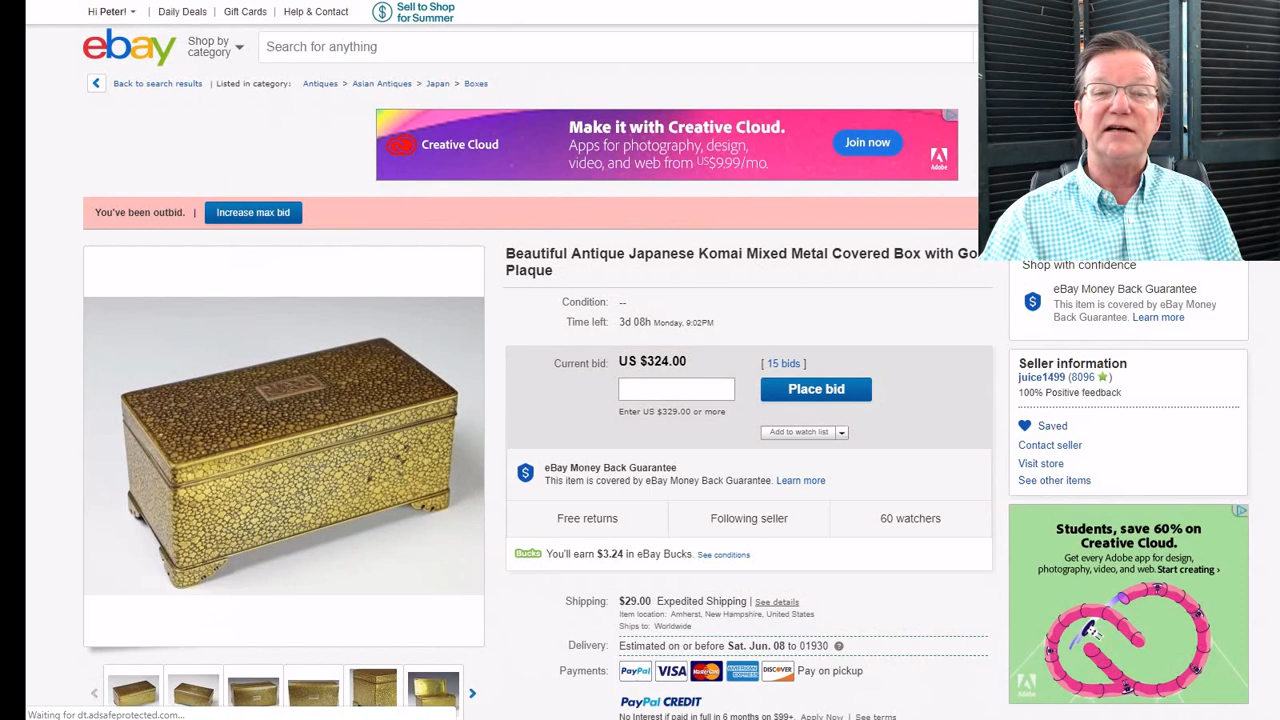 Hi Peter!
Daily Deals
Gift Cards
Help & Contact
$
Sell to Shop
for Summer
ebay
Shop by
category
Search for anything
Back to search results
Listed in category:
Antiques > Asian Antiques > Japan > Boxes
Creative Cloud
Make it with Creative Cloud.
Apps for photography, design,
video, and web from US$9.99/mo.
Join now
Adobe
You've been outbid.
Increase max bid
Beautiful Antique Japanese Komai Mixed Metal Covered Box with Go
Plaque
Condition: --
Time left: 3d 08h Monday, 9:02PM
Current bid: US $324.00 [ 15 bids ]
Place bid
Enter US $329.00 or more
Add to watch list
$
eBay Money Back Guarantee
This item is covered by eBay Money Back Guarantee. Learn more
Free returns
Following seller
60 watchers
Bucks You'll earn $3.24 in eBay Bucks. See conditions
Shipping: $29.00 Expedited Shipping | See details
Item location: Amherst, New Hampshire, United States
Ships to: Worldwide
Delivery: Estimated on or before Sat. Jun. 08 to 01930
Payments: PayPal VISA MasterCard AMERICAN EXPRESS DISCOVER Pay on pickup
PayPal CREDIT
No Interest if paid in full in 6 months on $99+. Apply Now | See terms
Shop with confidence
$
eBay Money Back Guarantee
This item is covered by eBay Money Back
Guarantee. Learn more
Seller information
juice1499 (8096)
100% Positive feedback
Saved
Contact seller
Visit store
See other items
Students, save 60% on
Creative Cloud.
Get every Adobe app for design,
photography, video, and web. Start creating ›
Adobe
Waiting for dt.adsafeprotected.com...